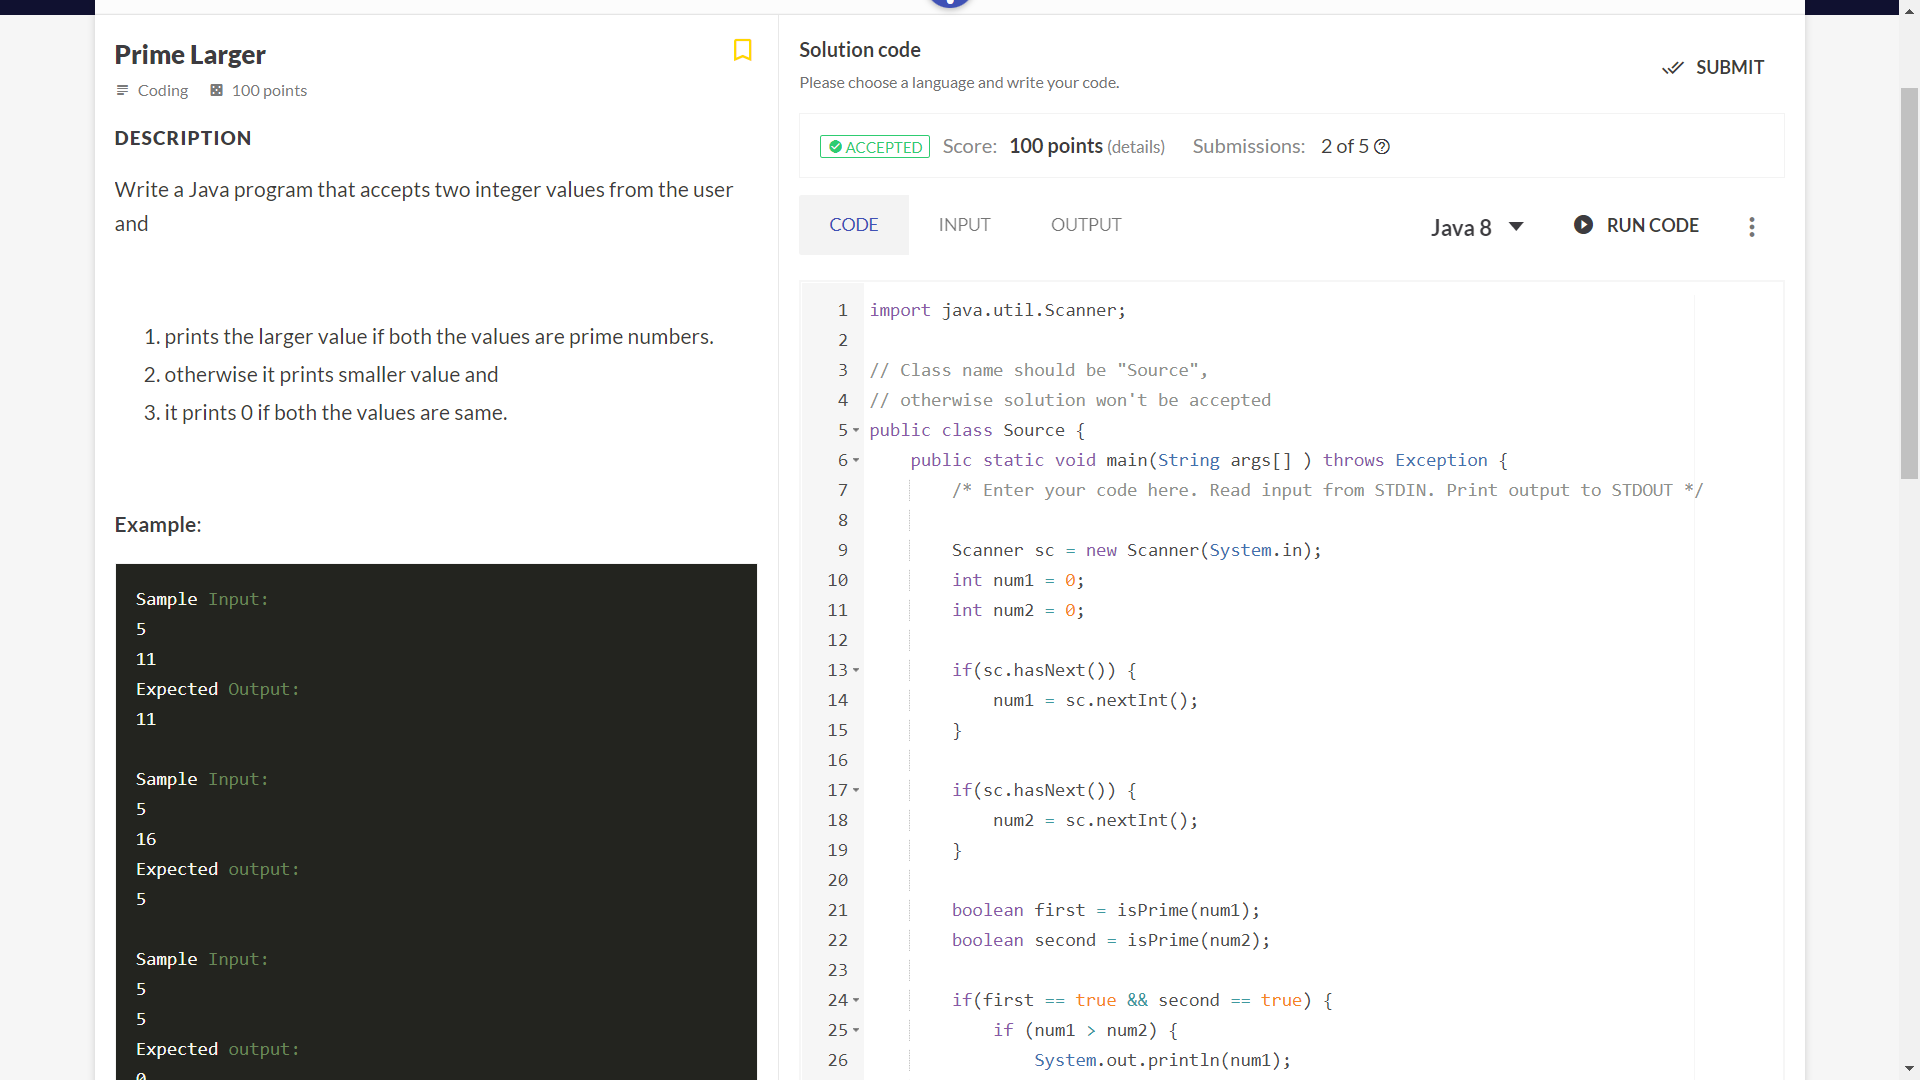 Prime Larger
Coding 100 points
DESCRIPTION
Write a Java program that accepts two integer values from the user
and
1. prints the larger value if both the values are prime numbers.
2. otherwise it prints smaller value and
3. it prints 0 if both the values are same.
Example:
Sample Input:
5
11
Expected Output:
11
Sample Input:
5
16
Expected output:
5
Sample Input:
5
5
Expected output:
0
Solution code
Please choose a language and write your code.
SUBMIT
ACCEPTED Score: 100 points (details) Submissions: 2 of 5
CODE INPUT OUTPUT Java 8 RUN CODE
1 import java.util.Scanner;
2
3 // Class name should be "Source",
4 // otherwise solution won't be accepted
5 public class Source {
6 public static void main(String args[] ) throws Exception {
7 /* Enter your code here. Read input from STDIN. Print output to STDOUT */
8
9 Scanner sc = new Scanner(System.in);
10 int num1 = 0;
11 int num2 = 0;
12
13 if(sc.hasNext()) {
14 num1 = sc.nextInt();
15 }
16
17 if(sc.hasNext()) {
18 num2 = sc.nextInt();
19 }
20
21 boolean first = isPrime(num1);
22 boolean second = isPrime(num2);
23
24 if(first == true && second == true) {
25 if (num1 > num2) {
26 System.out.println(num1);